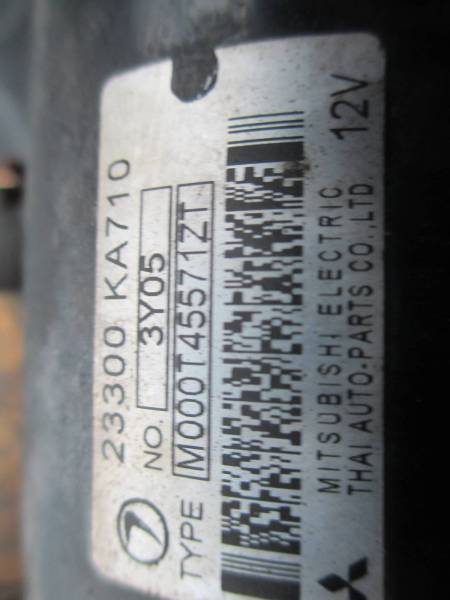 23300 KA710
NO. 3Y05
TYPE M000T45571ZT
MITSUBISHI ELECTRIC
THAI AUTO-PARTS CO.,LTD.
12V